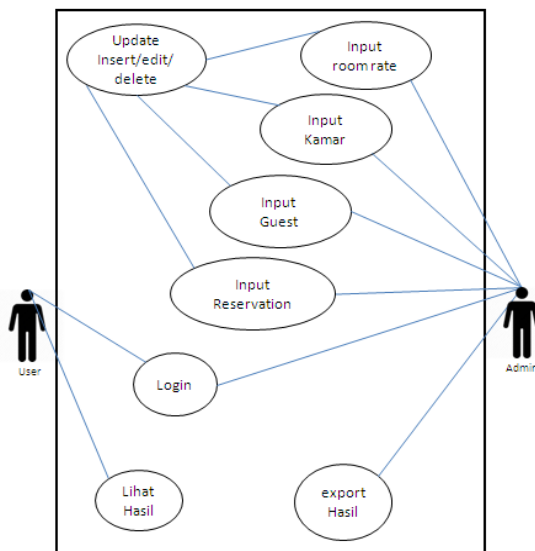 Update
Insert/edit/
delete
Input
room rate
Input
Kamar
Input
Guest
Input
Reservation
User
Admin
Login
Lihat
Hasil
export
Hasil